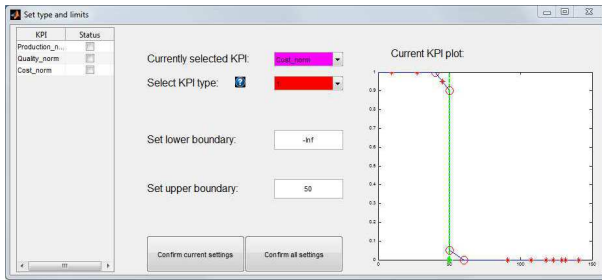 Set type and limits
KPI Status
Production_n...
Quality_norm
Cost_norm
Currently selected KPI: Cost_norm
Select KPI type: ?
Set lower boundary: -Inf
Set upper boundary: 50
Confirm current settings Confirm all settings
Current KPI plot:
1
0.9
0.8
0.7
0.6
0.5
0.4
0.3
0.2
0.1
0
0 50 100 150